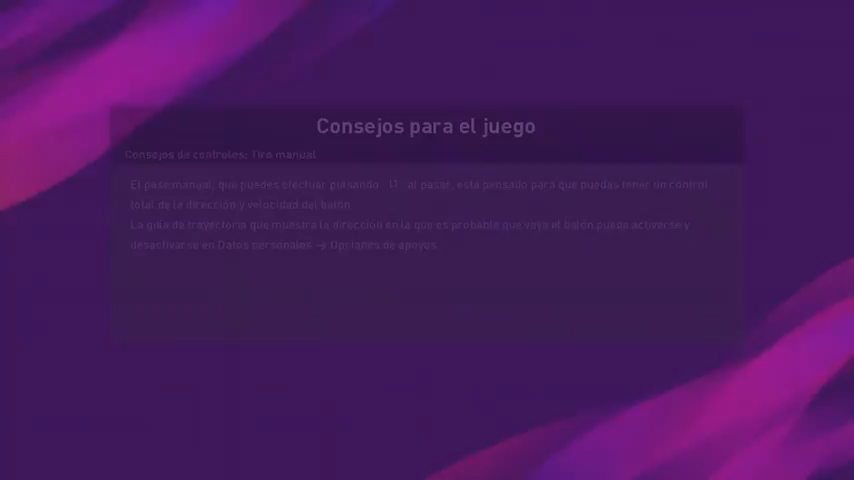 Consejos para el juego
Consejos de controles: Tiro manual
El pase manual, que puedes efectuar pulsando al pasar, está pensado para que puedas tener un control
total de la dirección y velocidad del balón.
La guía de trayectoria que muestra la dirección en la que es probable que vaya el balón puede activarse y
desactivarse en Datos personales → Opciones de apoyos.